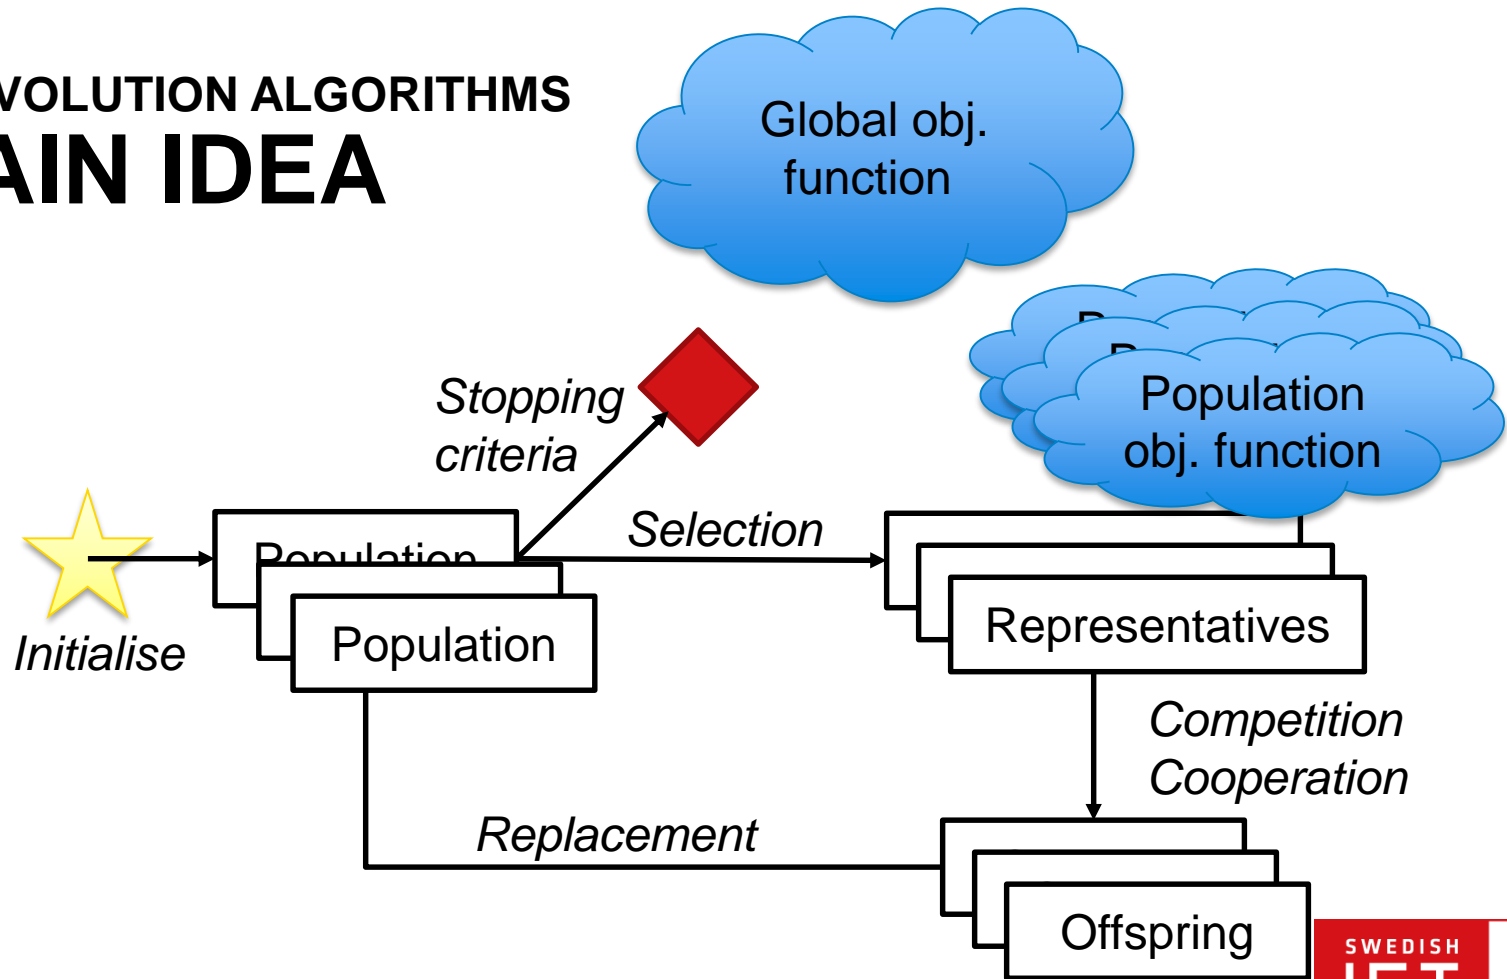 VOLUTION ALGORITHMS
AIN IDEA
Global obj.
function
Population
obj. function
Stopping
criteria
Selection
Population
Population
Initialise
Representatives
Competition
Cooperation
Replacement
Offspring
SWEDISH